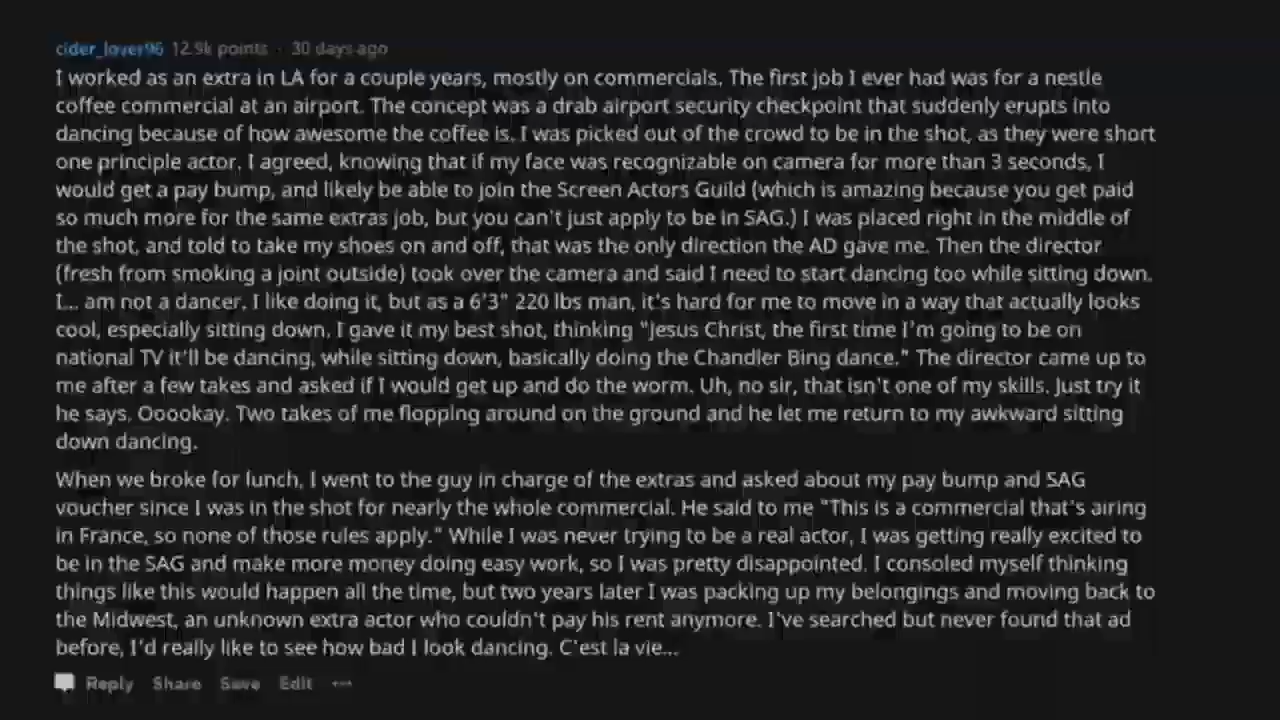 cider_lover96 12.9k points · 30 days ago
I worked as an extra in LA for a couple years, mostly on commercials. The first job I ever had was for a nestle
coffee commercial at an airport. The concept was a drab airport security checkpoint that suddenly erupts into
dancing because of how awesome the coffee is. I was picked out of the crowd to be in the shot, as they were short
one principle actor. I agreed, knowing that if my face was recognizable on camera for more than 3 seconds, I
would get a pay bump, and likely be able to join the Screen Actors Guild (which is amazing because you get paid
so much more for the same extras job, but you can't just apply to be in SAG.) I was placed right in the middle of
the shot, and told to take my shoes on and off, that was the only direction the AD gave me. Then the director
(fresh from smoking a joint outside) took over the camera and said I need to start dancing too while sitting down.
I... am not a dancer. I like doing it, but as a 6'3" 220 lbs man, it's hard for me to move in a way that actually looks
cool, especially sitting down. I gave it my best shot, thinking "Jesus Christ, the first time I'm going to be on
national TV it'll be dancing, while sitting down, basically doing the Chandler Bing dance." The director came up to
me after a few takes and asked if I would get up and do the worm. Uh, no sir, that isn't one of my skills. Just try it
he says. Ooookay. Two takes of me flopping around on the ground and he let me return to my awkward sitting
down dancing.
When we broke for lunch, I went to the guy in charge of the extras and asked about my pay bump and SAG
voucher since I was in the shot for nearly the whole commercial. He said to me "This is a commercial that's airing
in France, so none of those rules apply." While I was never trying to be a real actor, I was getting really excited to
be in the SAG and make more money doing easy work, so I was pretty disappointed. I consoled myself thinking
things like this would happen all the time, but two years later I was packing up my belongings and moving back to
the Midwest, an unknown extra actor who couldn't pay his rent anymore. I've searched but never found that ad
before, I'd really like to see how bad I look dancing. C'est la vie...
Reply Share Save Edit ···